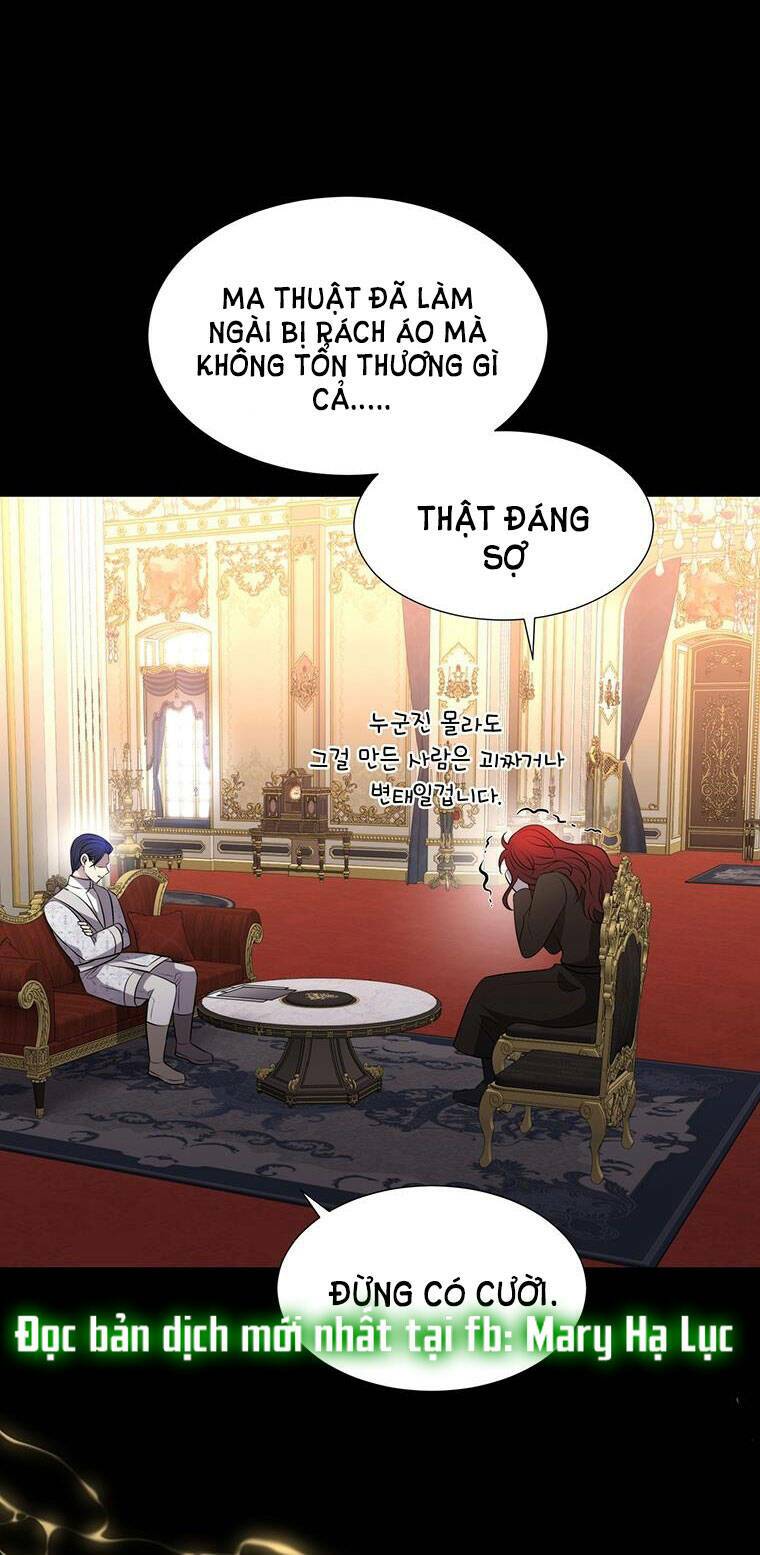 MA THUẬT ĐÃ LÀM
NGÀI BỊ RÁCH ÁO MÀ
KHÔNG TỔN THƯƠNG GÌ
CẢ.....
THẬT ĐÁNG
SỢ
누군진 몰라도
그걸 만든 사람은 괴짜거나
변태일겁니다.
ĐỪNG CÓ CƯỜI.
Đọc bản dịch mới nhất tại fb: Mary Hạ Lục